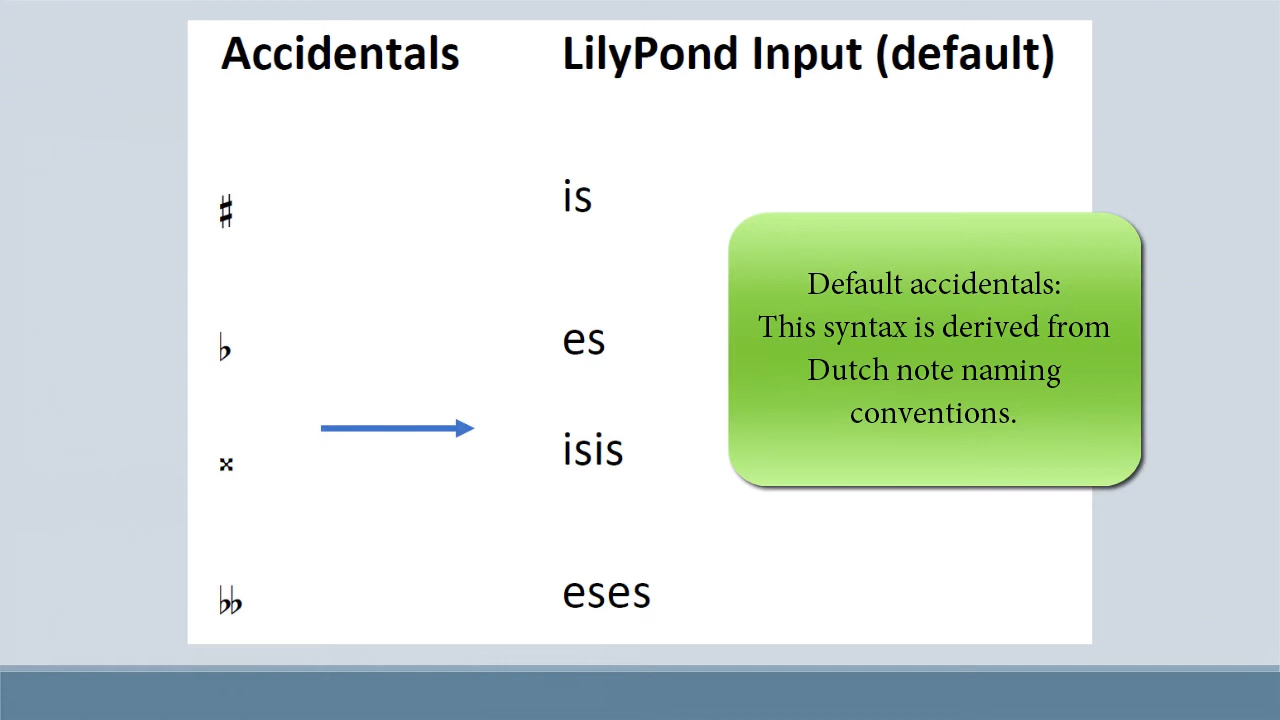 Accidentals LilyPond Input (default)
♯ is
♭ es
𝄪 isis
𝄫 eses
Default accidentals:
This syntax is derived from
Dutch note naming
conventions.